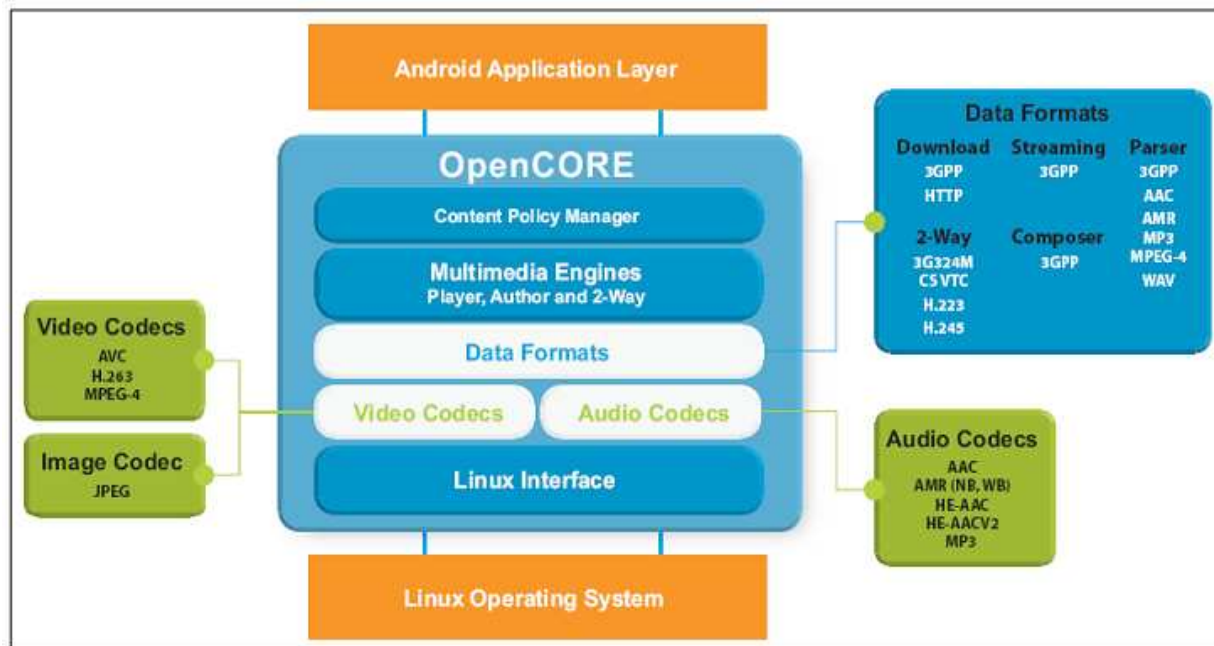 Android Application Layer
OpenCORE
Content Policy Manager
Multimedia Engines
Player, Author and 2-Way
Data Formats
Video Codecs
Audio Codecs
Linux Interface
Linux Operating System
Video Codecs
AVC
H.263
MPEG-4
Image Codec
JPEG
Data Formats
Download
3GPP
HTTP
Streaming
3GPP
Parser
3GPP
AAC
AMR
MP3
MPEG-4
WAV
2-Way
3G324M
CSVTC
H.223
H.245
Composer
3GPP
Audio Codecs
AAC
AMR (NB, WB)
HE-AAC
HE-AACV2
MP3